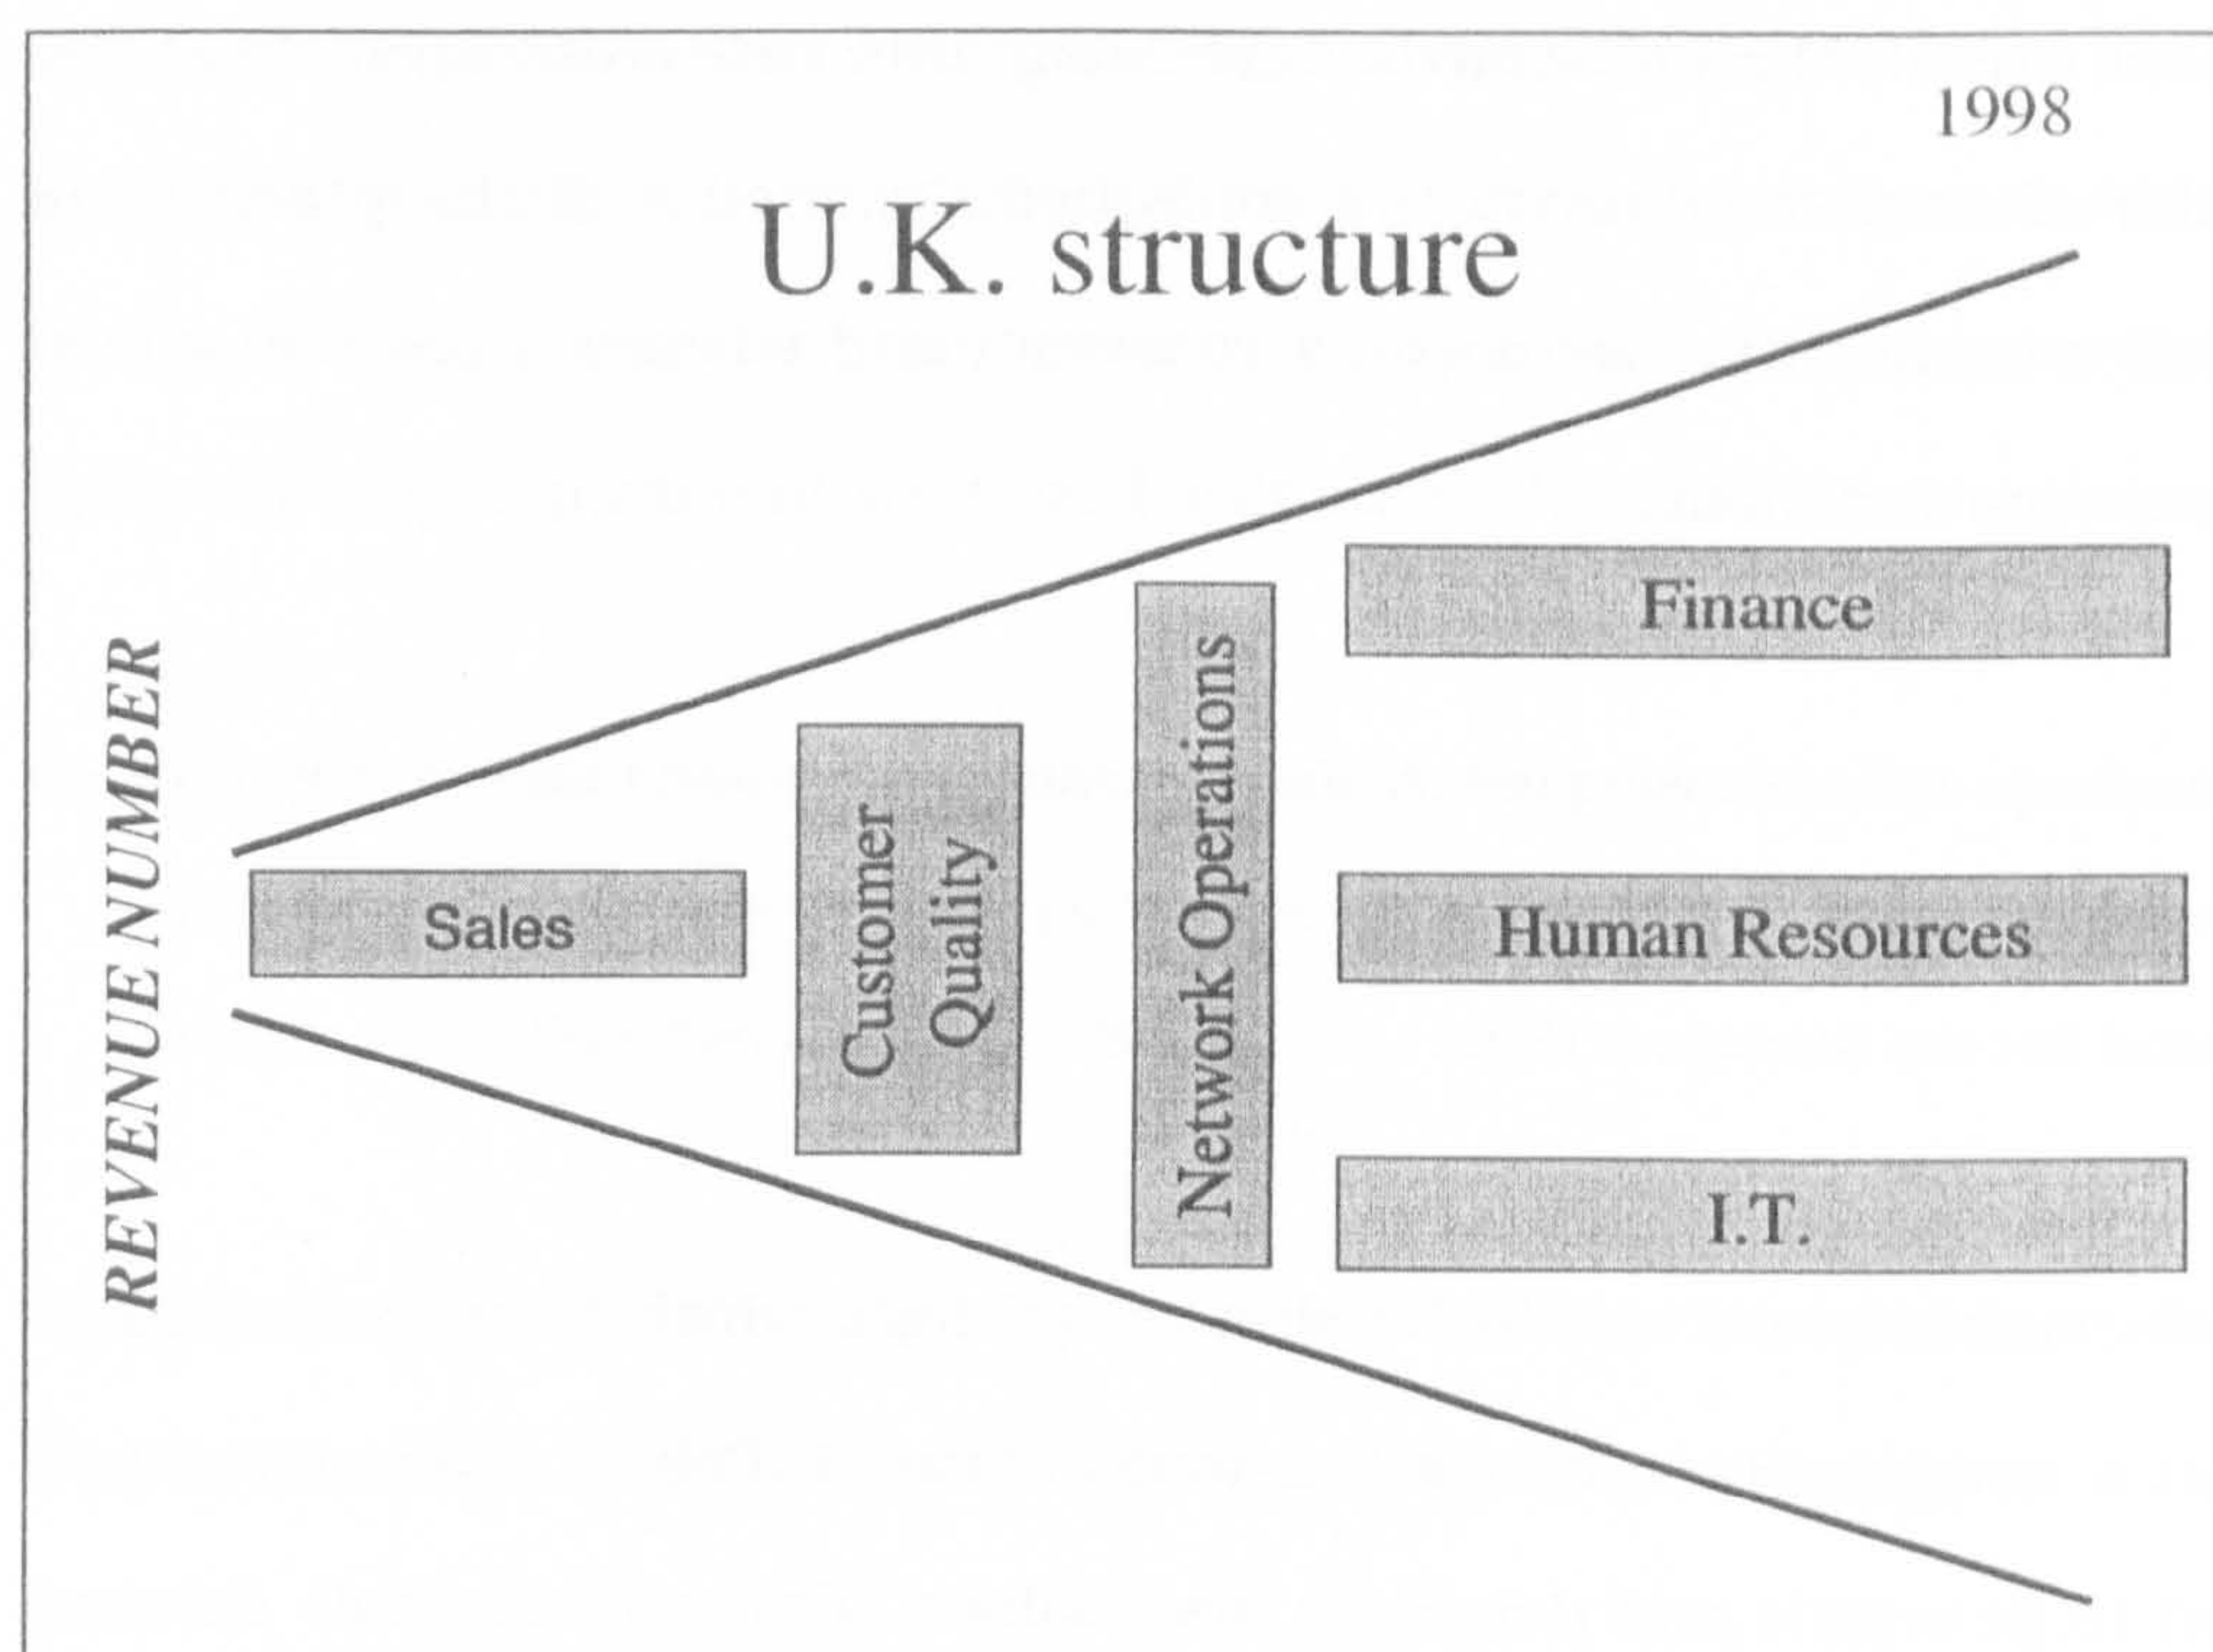 1998
U.K. structure
REVENUE NUMBER
Sales
Customer
Quality
Network Operations
Finance
Human Resources
I.T.